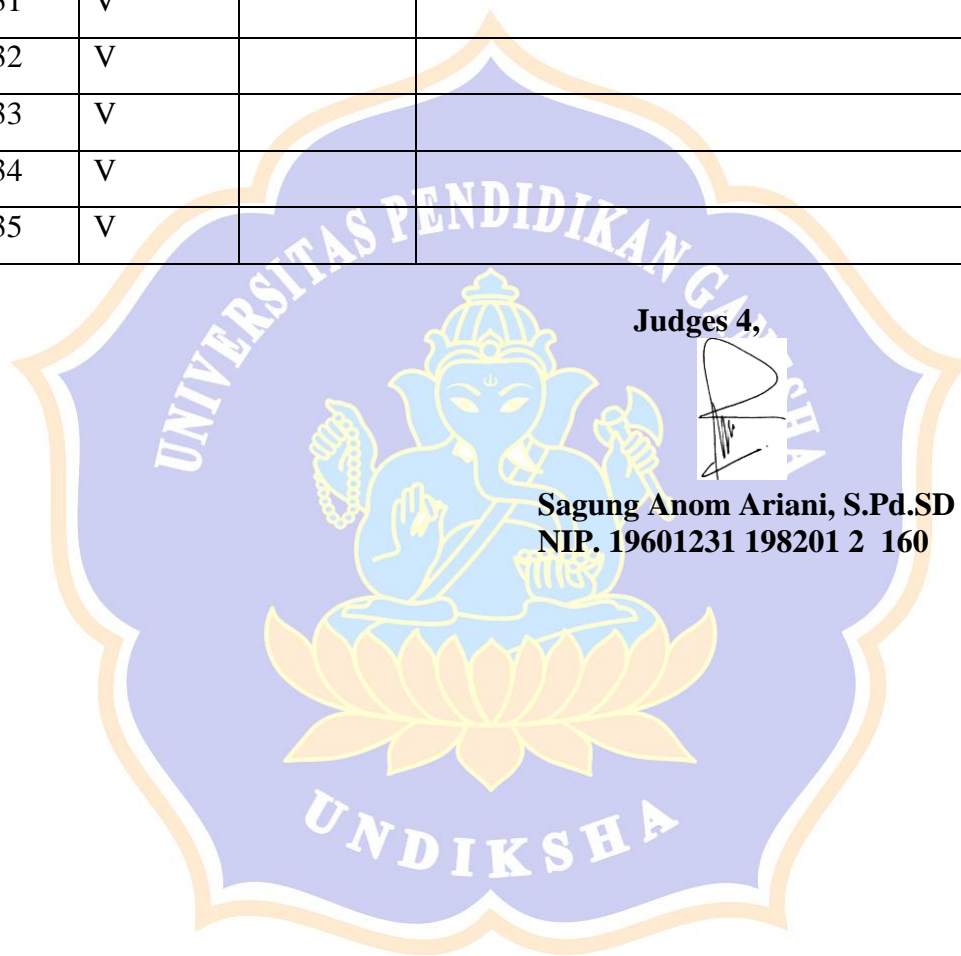 31 V
32 V
33 V
34 V
35 V
UNIVERSITAS PENDIDIKAN GANESHA
Judges 4,
Sagung Anom Ariani, S.Pd.SD
NIP. 19601231 198201 2 160
UNDIKSHA